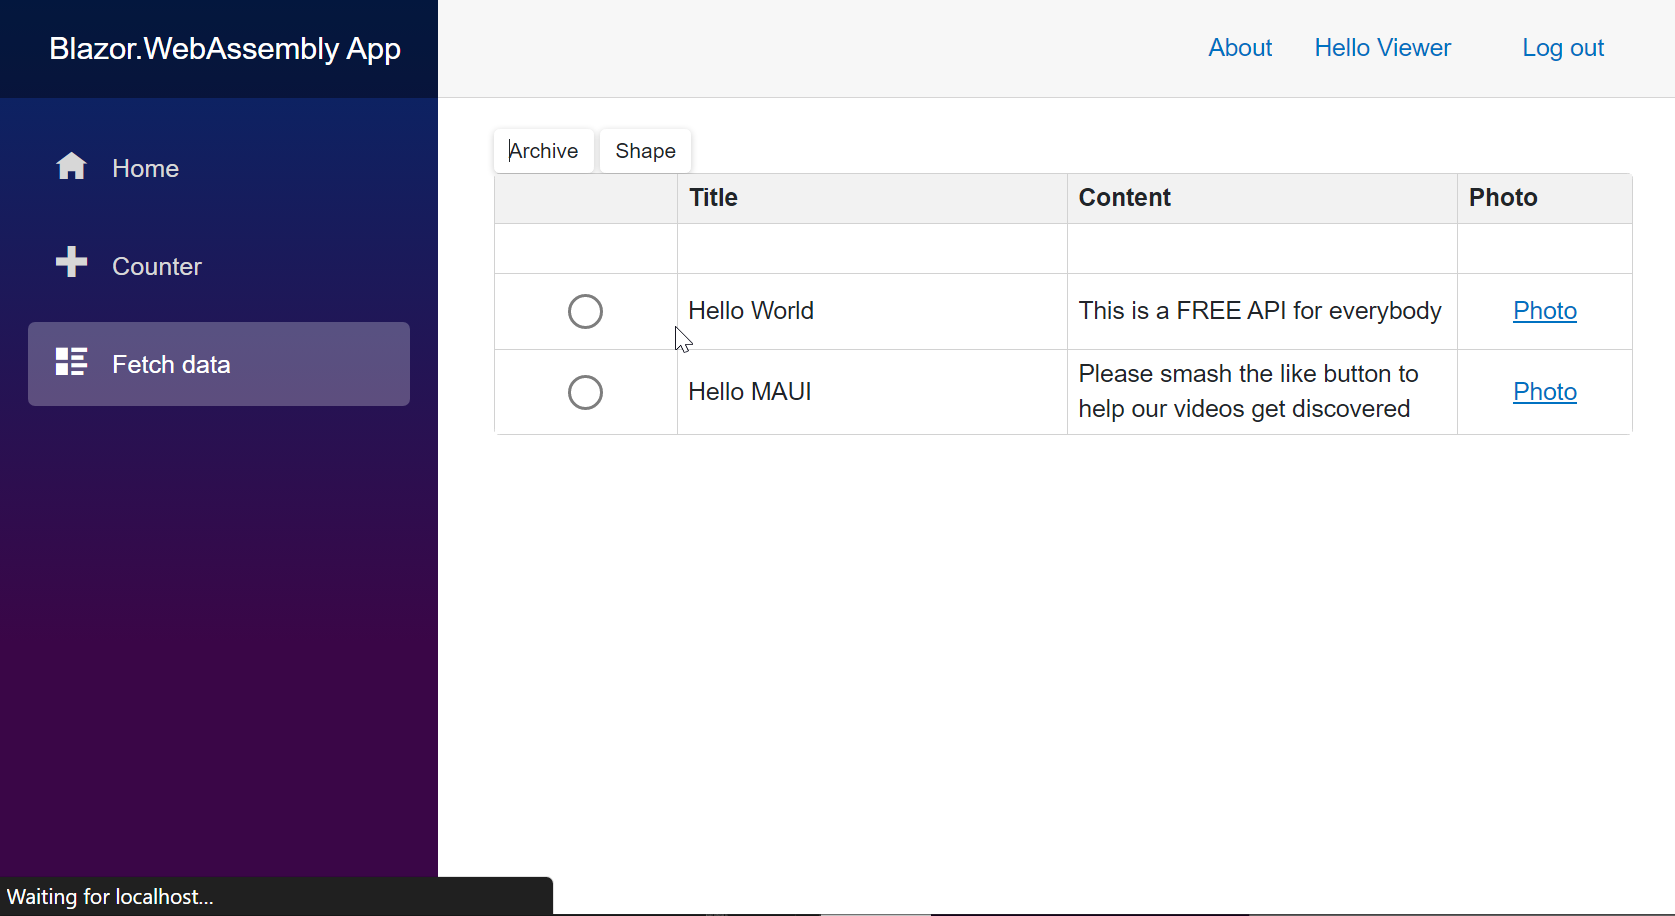 Blazor.WebAssembly App
About Hello Viewer Log out
Home
Counter
Fetch data
Archive Shape
Title Content Photo
Hello World This is a FREE API for everybody Photo
Hello MAUI Please smash the like button to
help our videos get discovered Photo
Waiting for localhost...